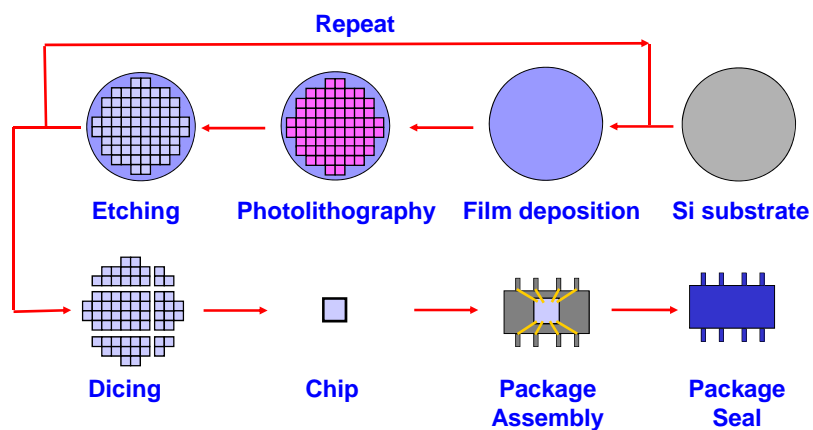 Repeat
Etching
Photolithography
Film deposition
Si substrate
Dicing
Chip
Package
Assembly
Package
Seal